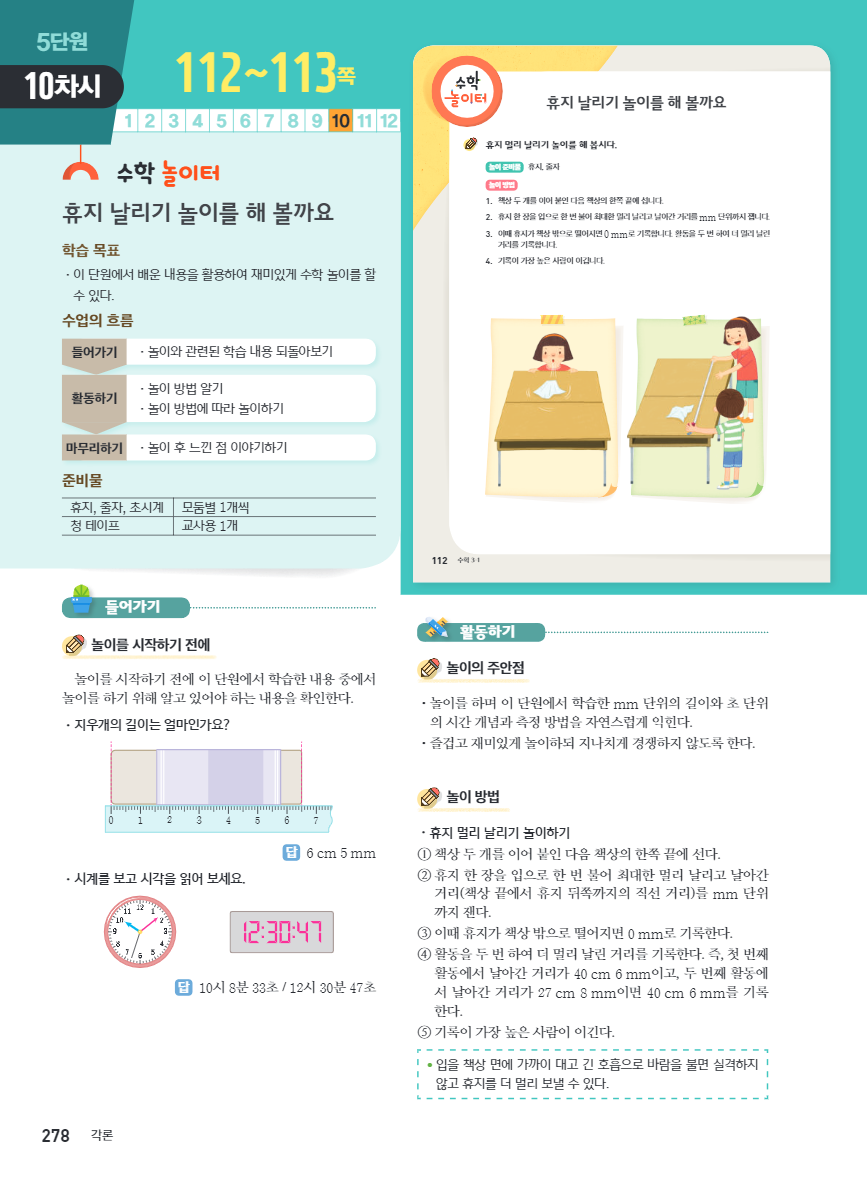 5단원
10차시
112~113쪽
1 2 3 4 5 6 7 8 9 10 11 12
수학 놀이터
휴지 날리기 놀이를 해 볼까요
학습 목표
· 이 단원에서 배운 내용을 활용하여 재미있게 수학 놀이를 할
수 있다.
수업의 흐름
들어가기
· 놀이와 관련된 학습 내용 되돌아보기
활동하기
· 놀이 방법 알기
· 놀이 방법에 따라 놀이하기
마무리하기
· 놀이 후 느낀 점 이야기하기
준비물
휴지, 줄자, 초시계 모둠별 1개씩
청 테이프 교사용 1개
수학
놀이터
휴지 날리기 놀이를 해 볼까요
휴지 멀리 날리기 놀이를 해 봅시다.
놀이 준비물 휴지, 줄자
놀이 방법
1. 책상 두 개를 이어 붙인 다음 책상의 한쪽 끝에 섭니다.
2. 휴지 한 장을 입으로 한 번 불어 최대한 멀리 날리고 날아간 거리를 mm 단위까지 잽니다.
3. 이때 휴지가 책상 밖으로 떨어지면 0 mm로 기록합니다. 활동을 두 번 하여 더 멀리 날린
거리를 기록합니다.
4. 기록이 가장 높은 사람이 이깁니다.
112 수학 3-1
들어가기
놀이를 시작하기 전에
놀이를 시작하기 전에 이 단원에서 학습한 내용 중에서
놀이를 하기 위해 알고 있어야 하는 내용을 확인한다.
· 지우개의 길이는 얼마인가요?
0 1 2 3 4 5 6 7
답 6 cm 5 mm
· 시계를 보고 시각을 읽어 보세요.
12 1 2 3 4 5 6 7 8 9 10 11
12:30:47
답 10시 8분 33초 / 12시 30분 47초
활동하기
놀이의 주안점
· 놀이를 하며 이 단원에서 학습한 mm 단위의 길이와 초 단위
의 시간 개념과 측정 방법을 자연스럽게 익힌다.
· 즐겁고 재미있게 놀이하되 지나치게 경쟁하지 않도록 한다.
놀이 방법
· 휴지 멀리 날리기 놀이하기
① 책상 두 개를 이어 붙인 다음 책상의 한쪽 끝에 선다.
② 휴지 한 장을 입으로 한 번 불어 최대한 멀리 날리고 날아간
거리(책상 끝에서 휴지 뒤쪽까지의 직선 거리)를 mm 단위
까지 잰다.
③ 이때 휴지가 책상 밖으로 떨어지면 0 mm로 기록한다.
④ 활동을 두 번 하여 더 멀리 날린 거리를 기록한다. 즉, 첫 번째
활동에서 날아간 거리가 40 cm 6 mm이고, 두 번째 활동에
서 날아간 거리가 27 cm 8 mm이면 40 cm 6 mm를 기록
한다.
⑤ 기록이 가장 높은 사람이 이긴다.
• 입을 책상 면에 가까이 대고 긴 호흡으로 바람을 불면 실격하지
않고 휴지를 더 멀리 보낼 수 있다.
278 각론